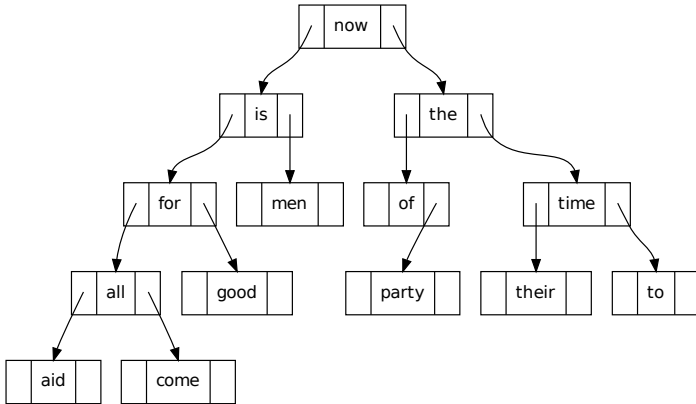 now
is
the
for
men
of
time
all
good
party
their
to
aid
come